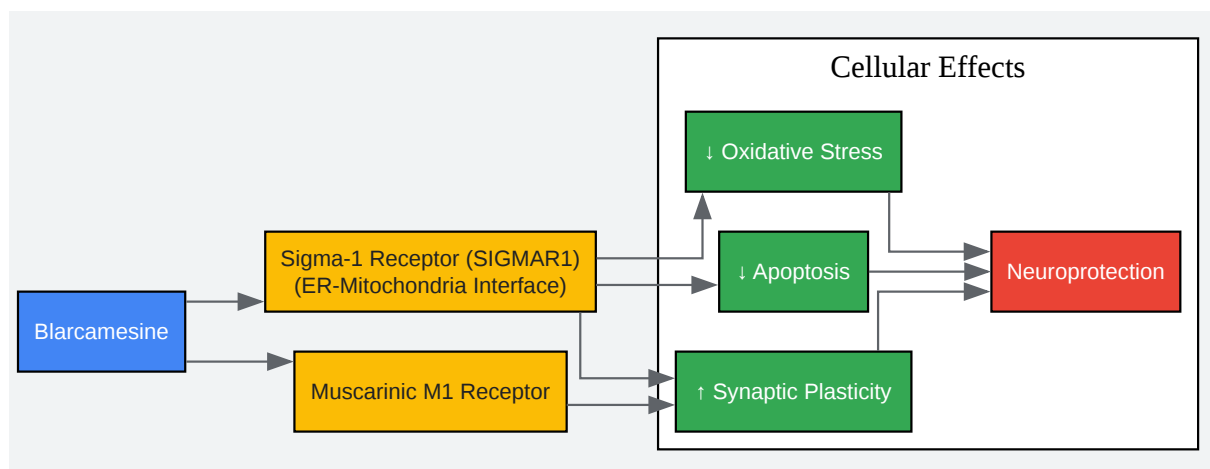 Cellular Effects
↓ Oxidative Stress
Sigma-1 Receptor (SIGMAR1)
(ER-Mitochondria Interface)
↓ Apoptosis
Neuroprotection
Blarcamesine
Muscarinic M1 Receptor
↑ Synaptic Plasticity